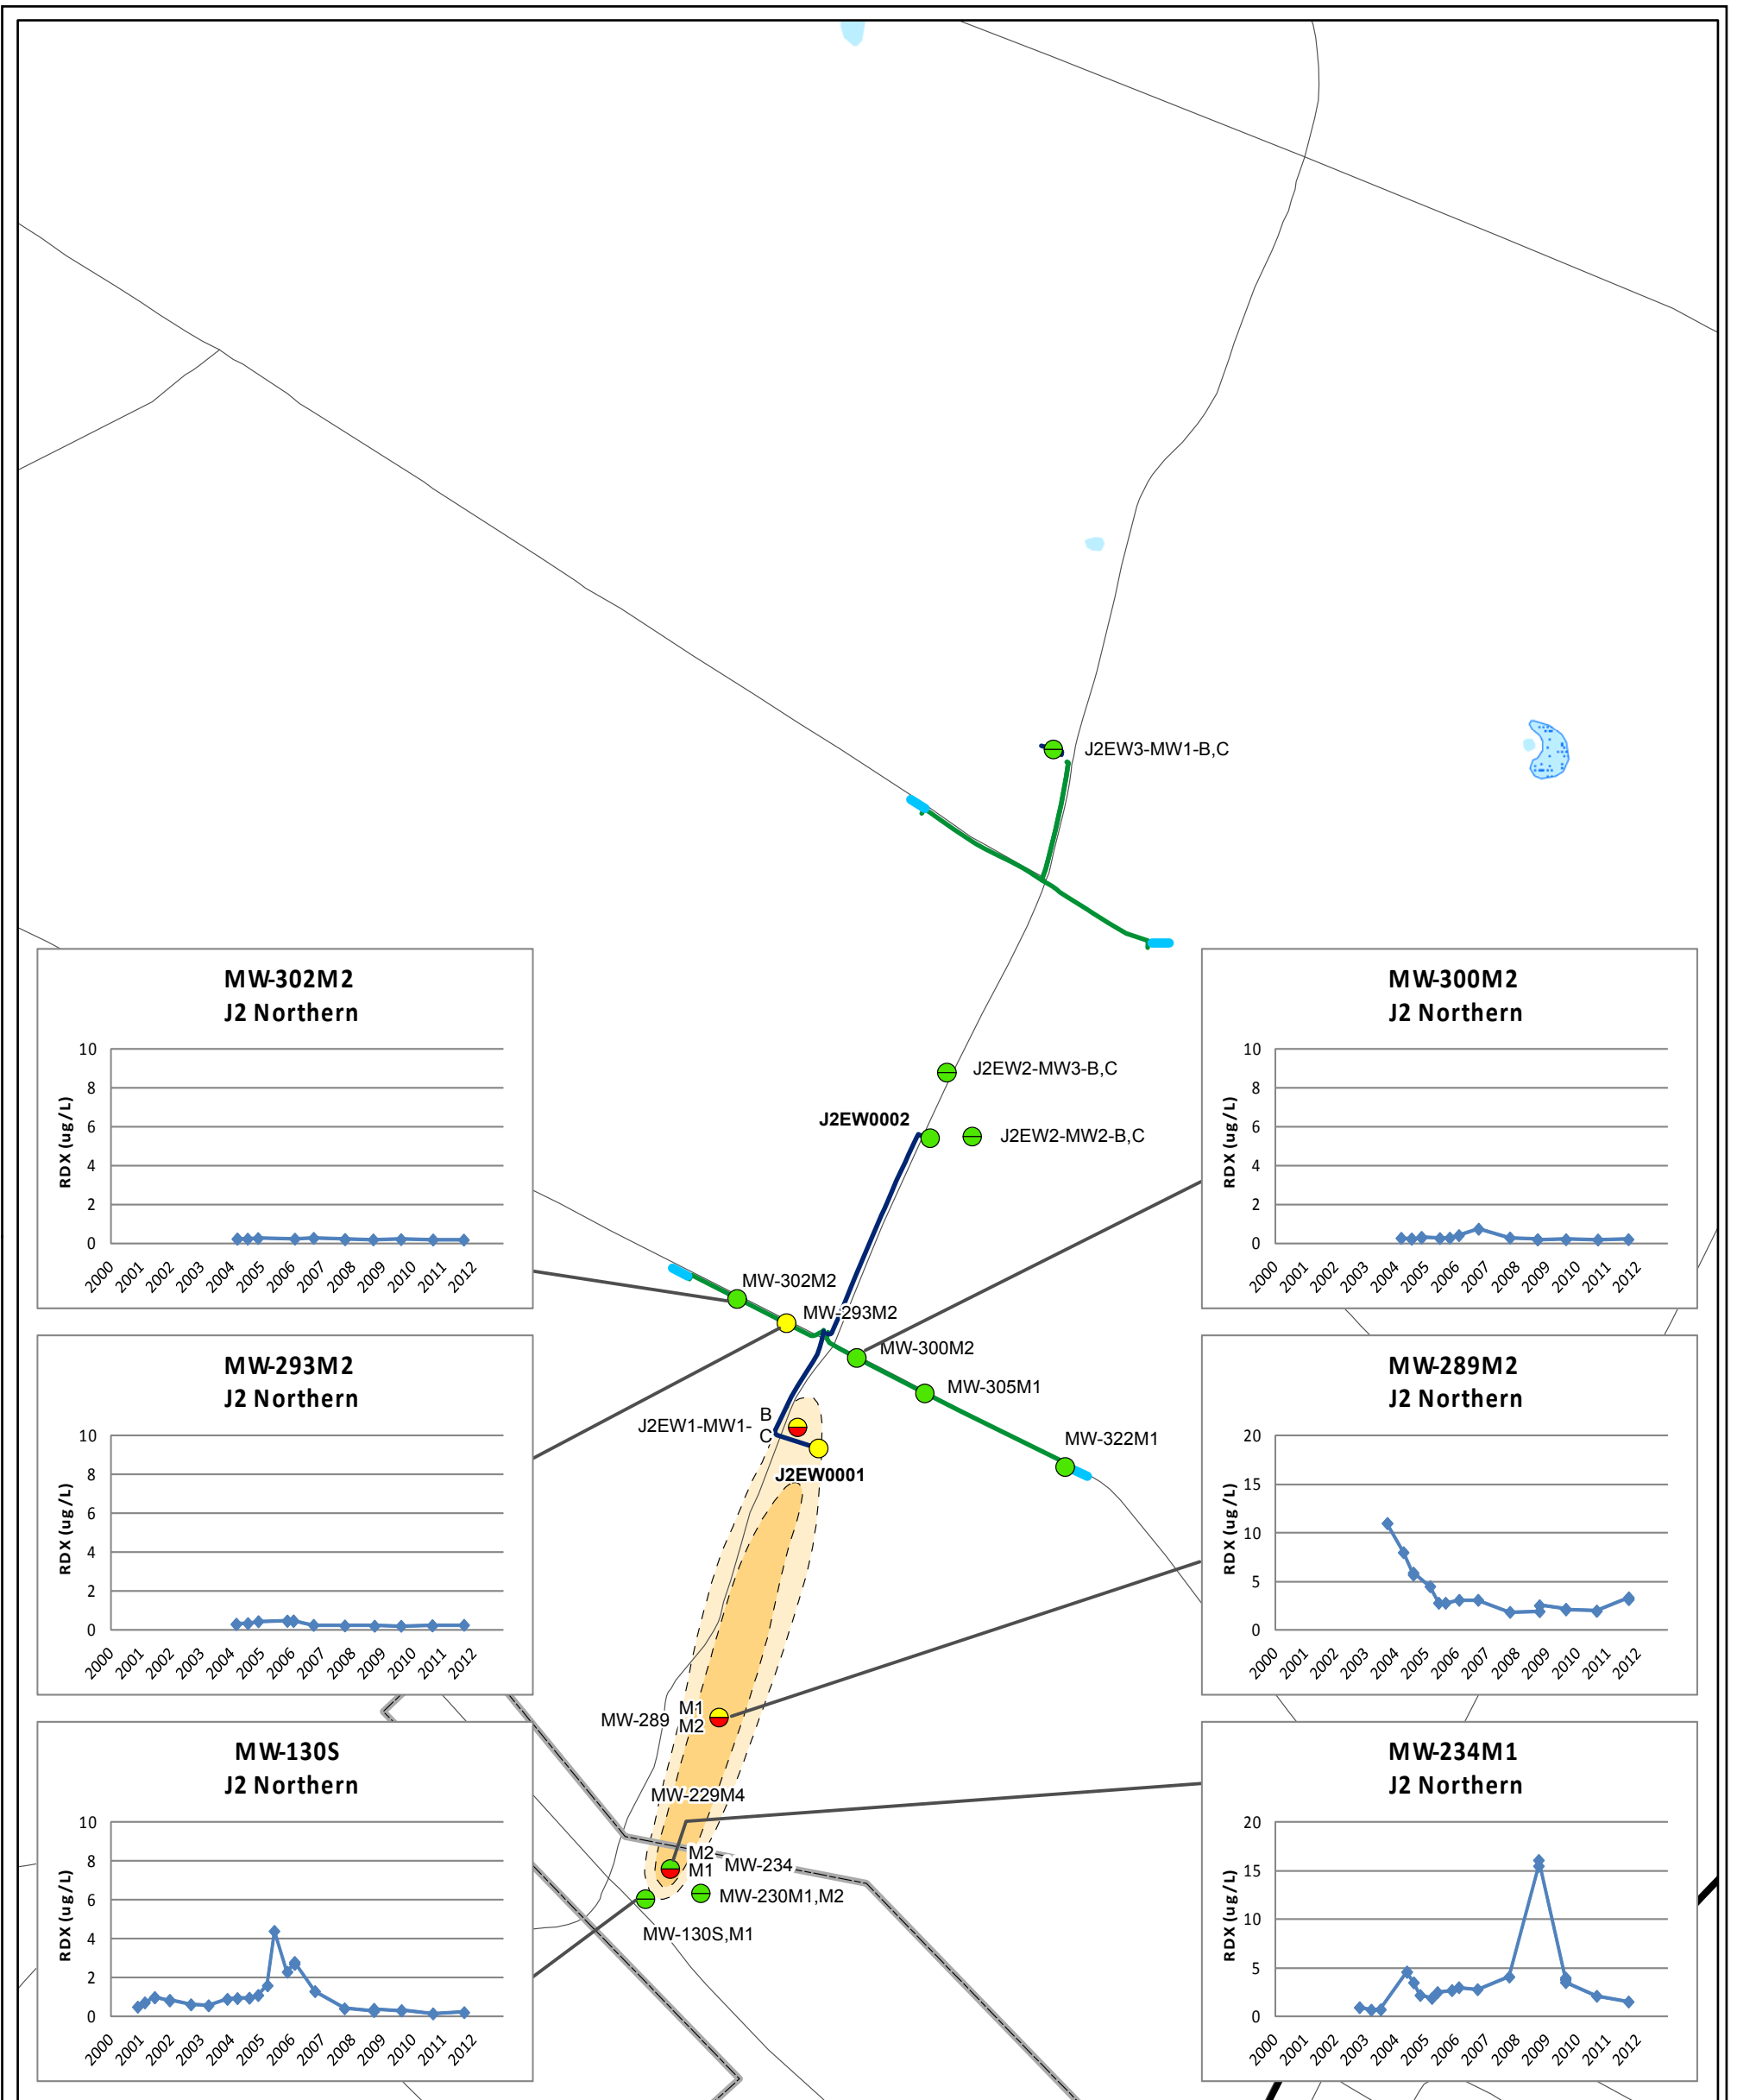 J2EW3-MW1-B,C
MW-302M2
J2 Northern
RDX (ug/L)
10
8
6
4
2
0
2000 2001 2002 2003 2004 2005 2006 2007 2008 2009 2010 2011 2012
MW-300M2
J2 Northern
RDX (ug/L)
10
8
6
4
2
0
2000 2001 2002 2003 2004 2005 2006 2007 2008 2009 2010 2011 2012
J2EW2-MW3-B,C
J2EW0002
J2EW2-MW2-B,C
MW-302M2
MW-293M2
MW-300M2
MW-305M1
MW-322M1
J2EW1-MW1-
B
C
J2EW0001
MW-293M2
J2 Northern
RDX (ug/L)
10
8
6
4
2
0
2000 2001 2002 2003 2004 2005 2006 2007 2008 2009 2010 2011 2012
MW-289M2
J2 Northern
RDX (ug/L)
20
15
10
5
0
2000 2001 2002 2003 2004 2005 2006 2007 2008 2009 2010 2011 2012
MW-289
M1
M2
MW-229M4
M2
M1
MW-234
MW-230M1,M2
MW-130S,M1
MW-130S
J2 Northern
RDX (ug/L)
10
8
6
4
2
0
2000 2001 2002 2003 2004 2005 2006 2007 2008 2009 2010 2011 2012
MW-234M1
J2 Northern
RDX (ug/L)
20
15
10
5
0
2000 2001 2002 2003 2004 2005 2006 2007 2008 2009 2010 2011 2012